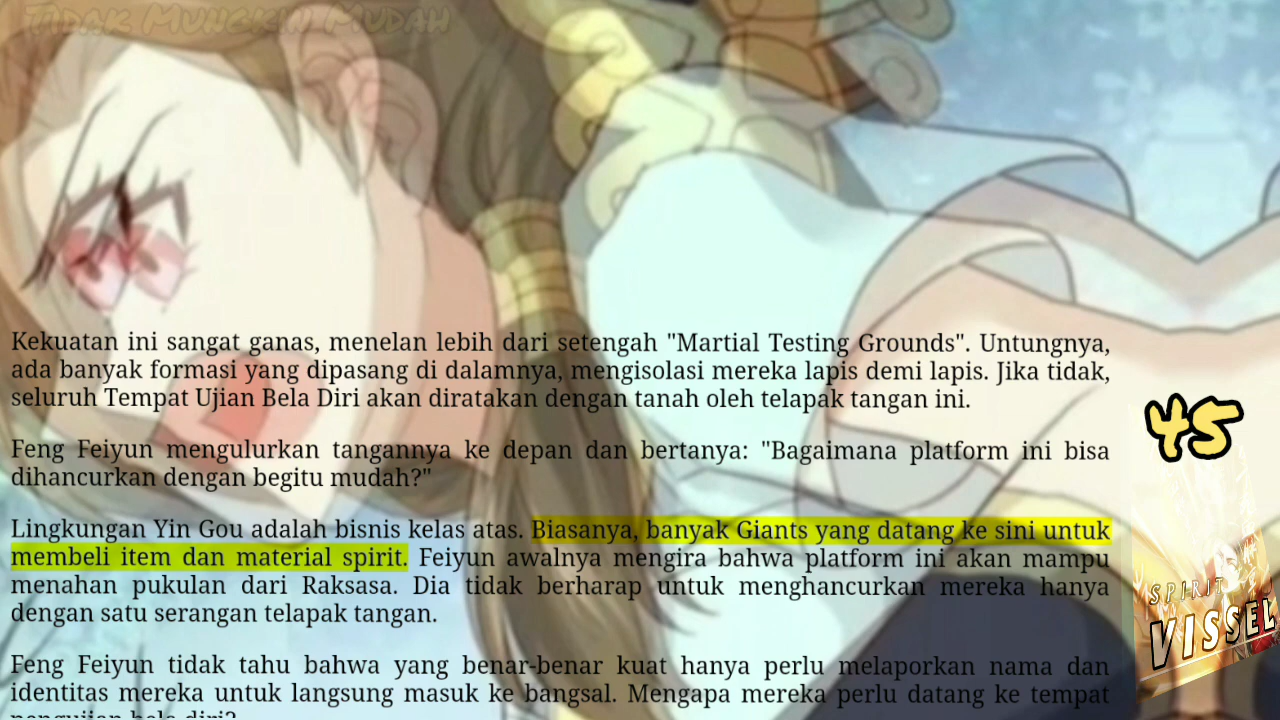 Tidak Mungkin Mudah
Kekuatan ini sangat ganas, menelan lebih dari setengah "Martial Testing Grounds". Untungnya,
ada banyak formasi yang dipasang di dalamnya, mengisolasi mereka lapis demi lapis. Jika tidak,
seluruh Tempat Ujian Bela Diri akan diratakan dengan tanah oleh telapak tangan ini.
Feng Feiyun mengulurkan tangannya ke depan dan bertanya: "Bagaimana platform ini bisa
dihancurkan dengan begitu mudah?"
Lingkungan Yin Gou adalah bisnis kelas atas. Biasanya, banyak Giants yang datang ke sini untuk
membeli item dan material spirit. Feiyun awalnya mengira bahwa platform ini akan mampu
menahan pukulan dari Raksasa. Dia tidak berharap untuk menghancurkan mereka hanya
dengan satu serangan telapak tangan.
Feng Feiyun tidak tahu bahwa yang benar-benar kuat hanya perlu melaporkan nama dan
identitas mereka untuk langsung masuk ke bangsal. Mengapa mereka perlu datang ke tempat
pengujian bela diri?
45
SPIRIT
VISSEL